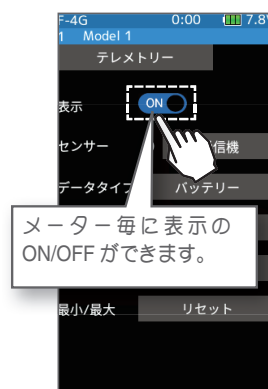 F-4G 0:00 7.8V
1 Model 1
テレメトリー
表示 ON
センサー 信機
データタイプ バッテリー
メーター毎に表示の
ON/OFF ができます。
最小/最大 リセット